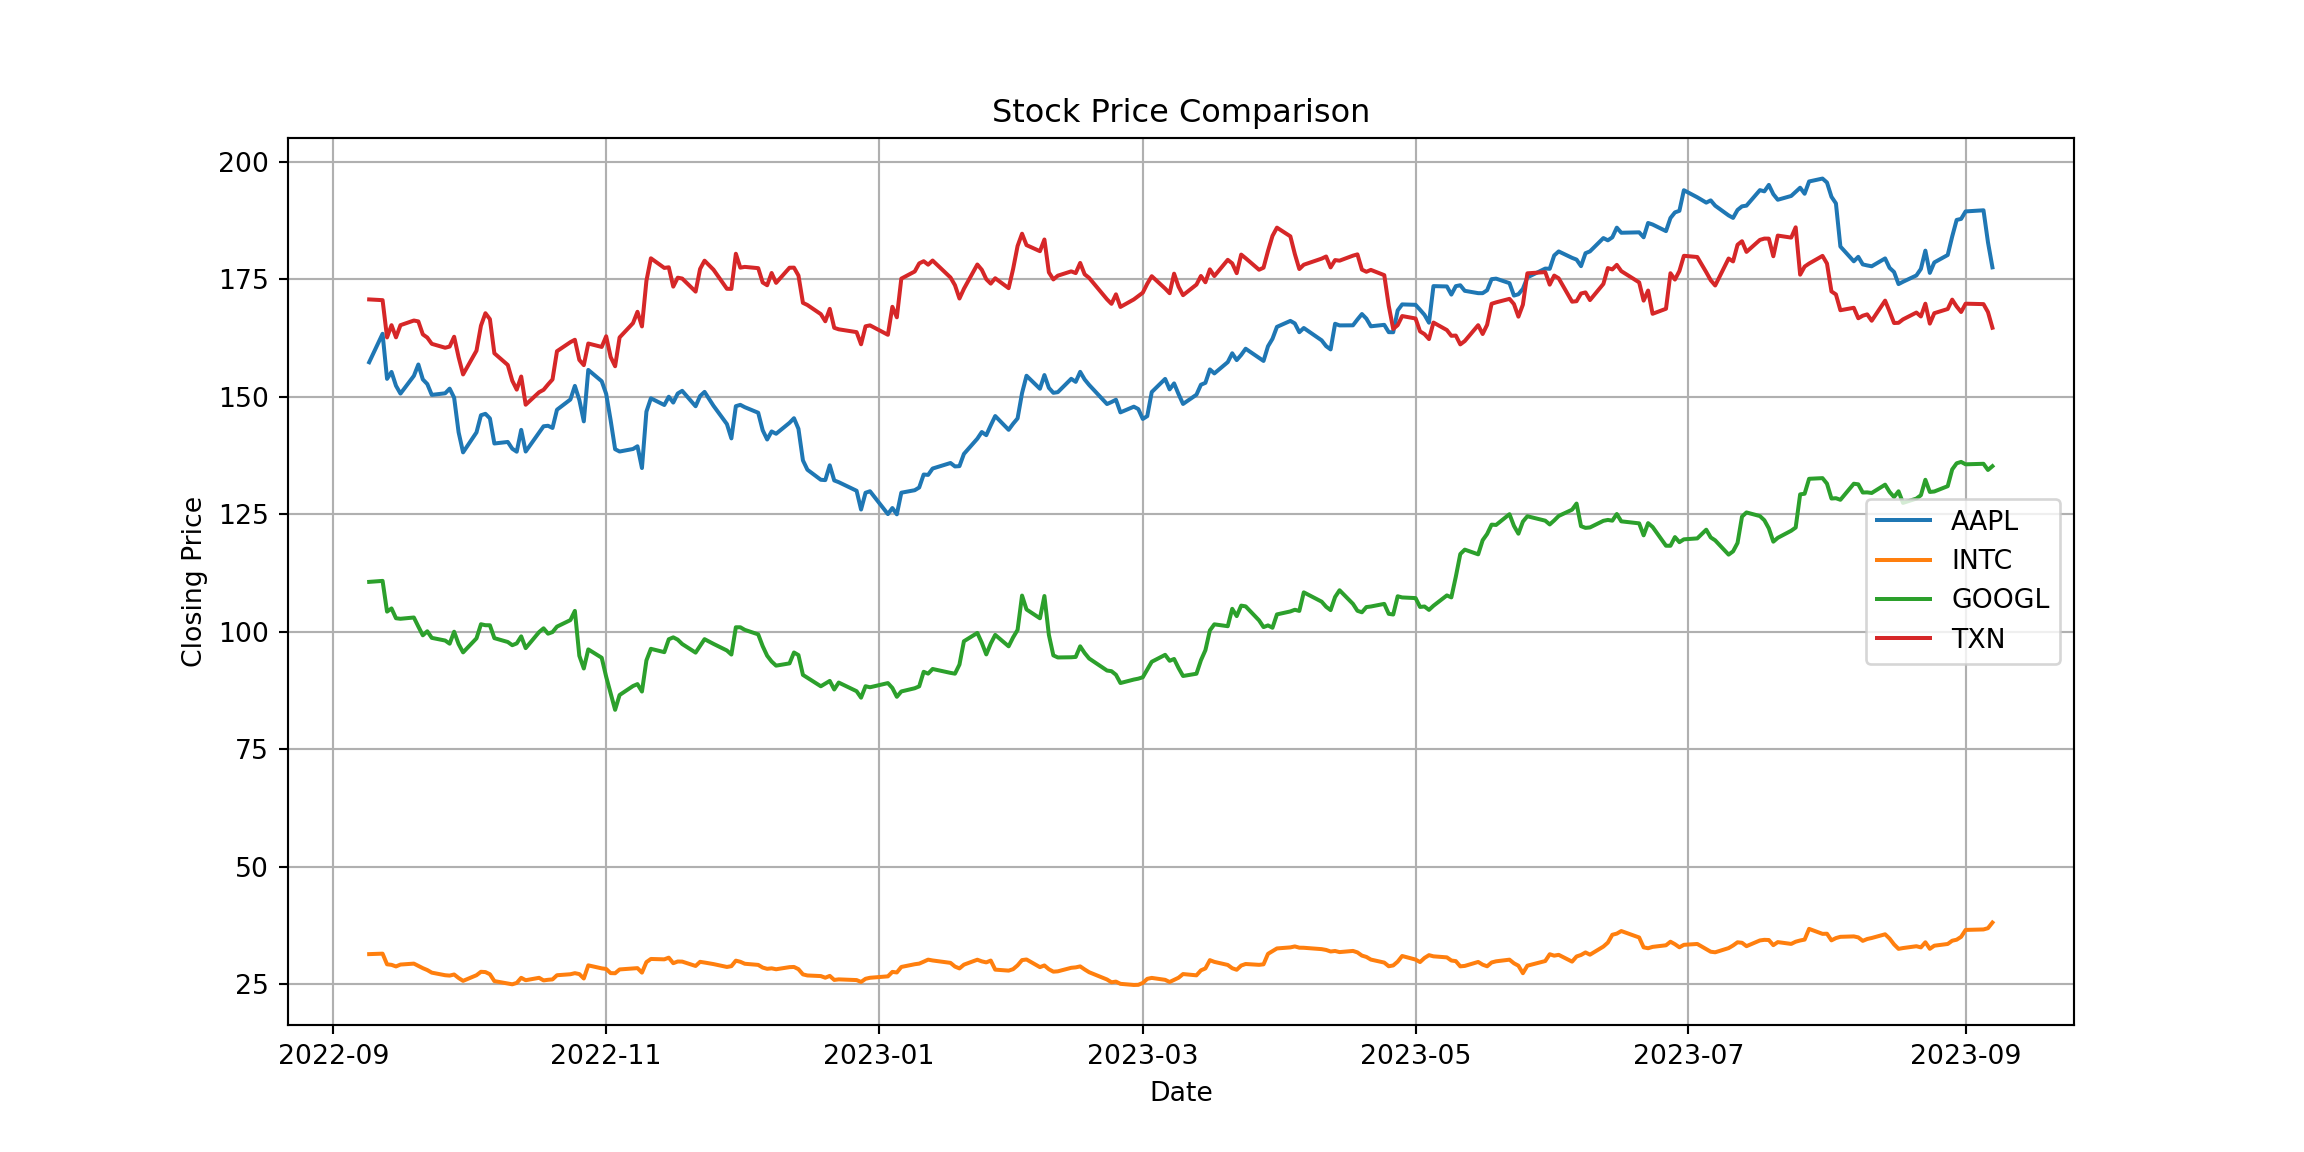 Stock Price Comparison
Closing Price
200
175
150
125
100
75
50
25
AAPL
INTC
GOOGL
TXN
2022-09 2022-11 2023-01 2023-03 2023-05 2023-07 2023-09
Date